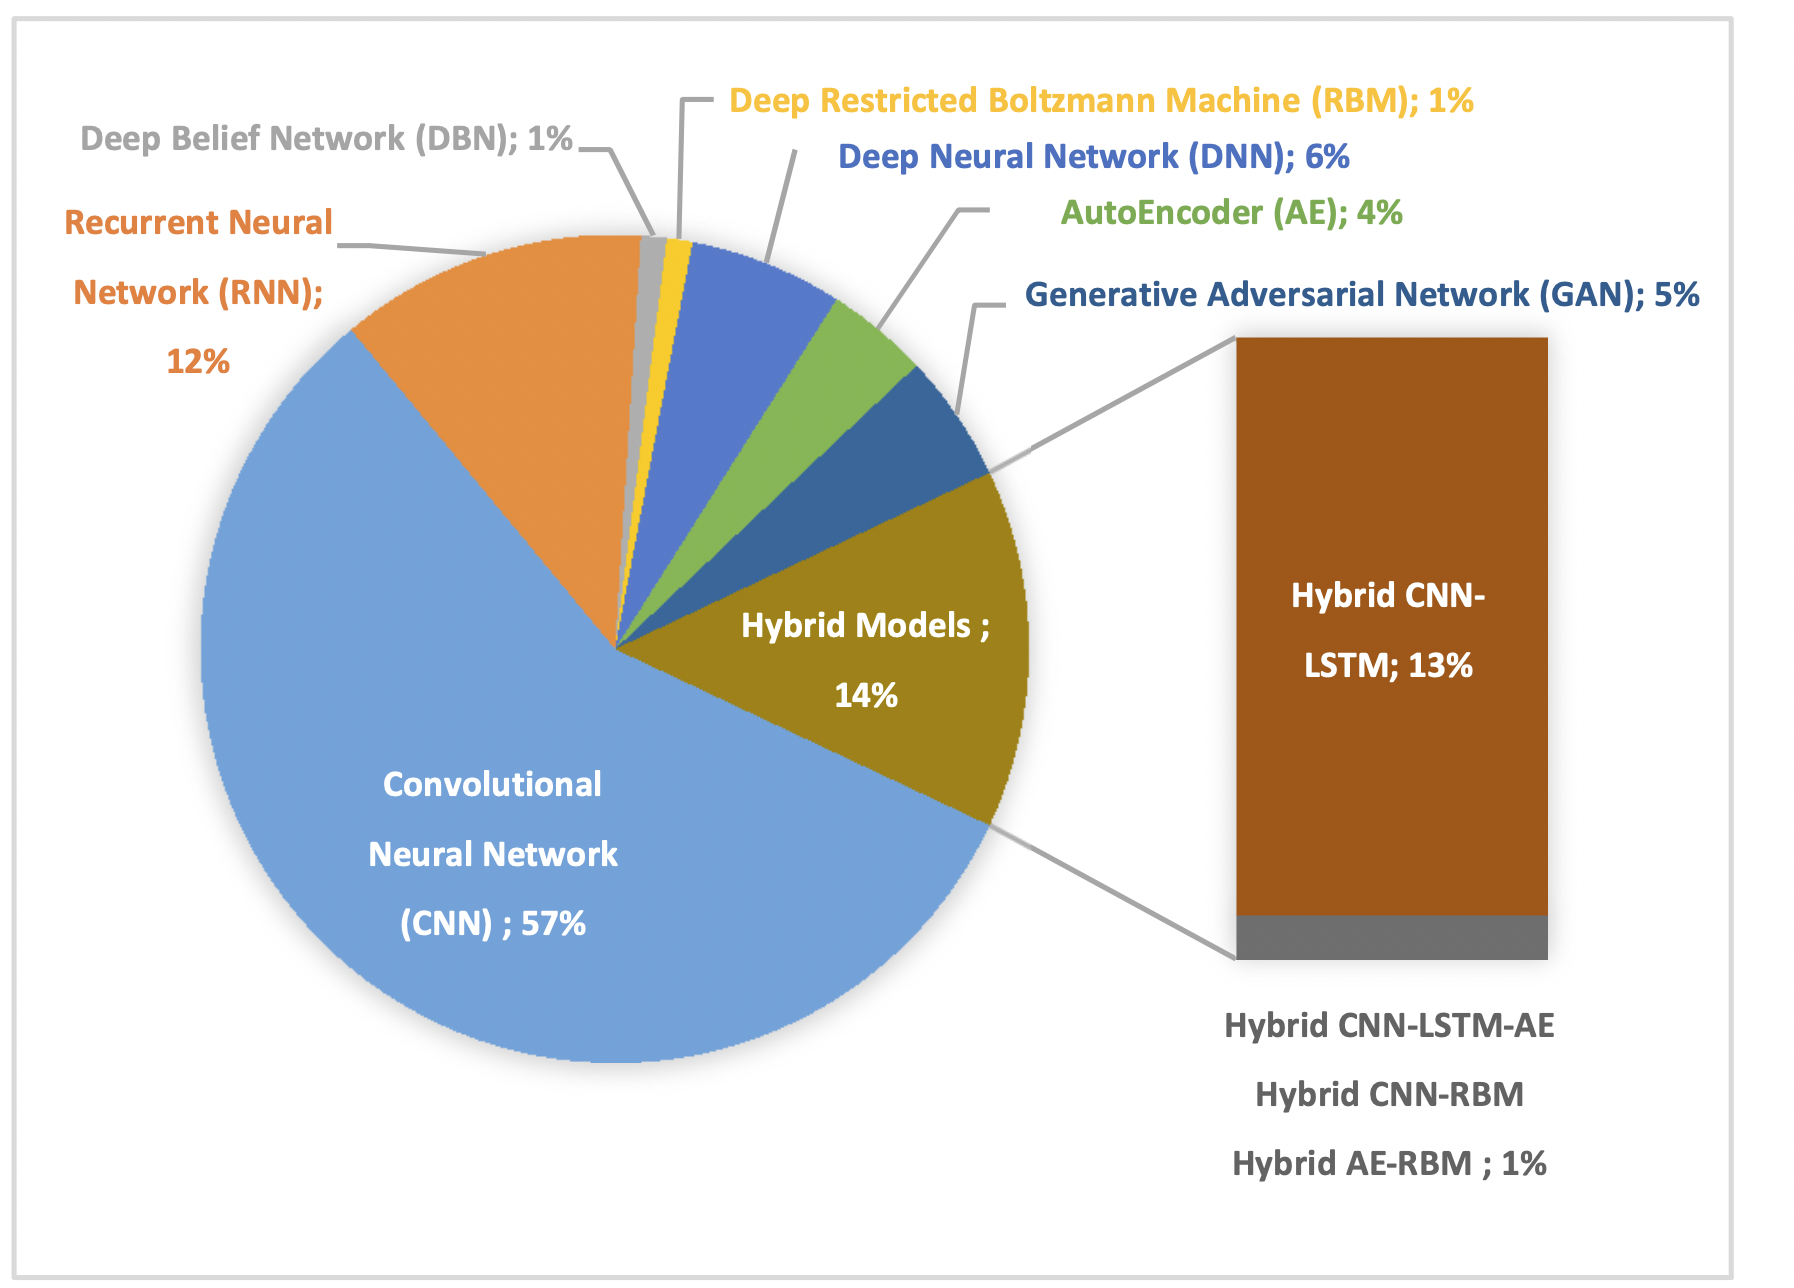 Deep Restricted Boltzmann Machine (RBM); 1%
Deep Belief Network (DBN); 1%
Deep Neural Network (DNN); 6%
AutoEncoder (AE); 4%
Recurrent Neural
Network (RNN);
12%
Generative Adversarial Network (GAN); 5%
Hybrid Models ;
14%
Hybrid CNN-
LSTM; 13%
Convolutional
Neural Network
(CNN) ; 57%
Hybrid CNN-LSTM-AE
Hybrid CNN-RBM
Hybrid AE-RBM ; 1%